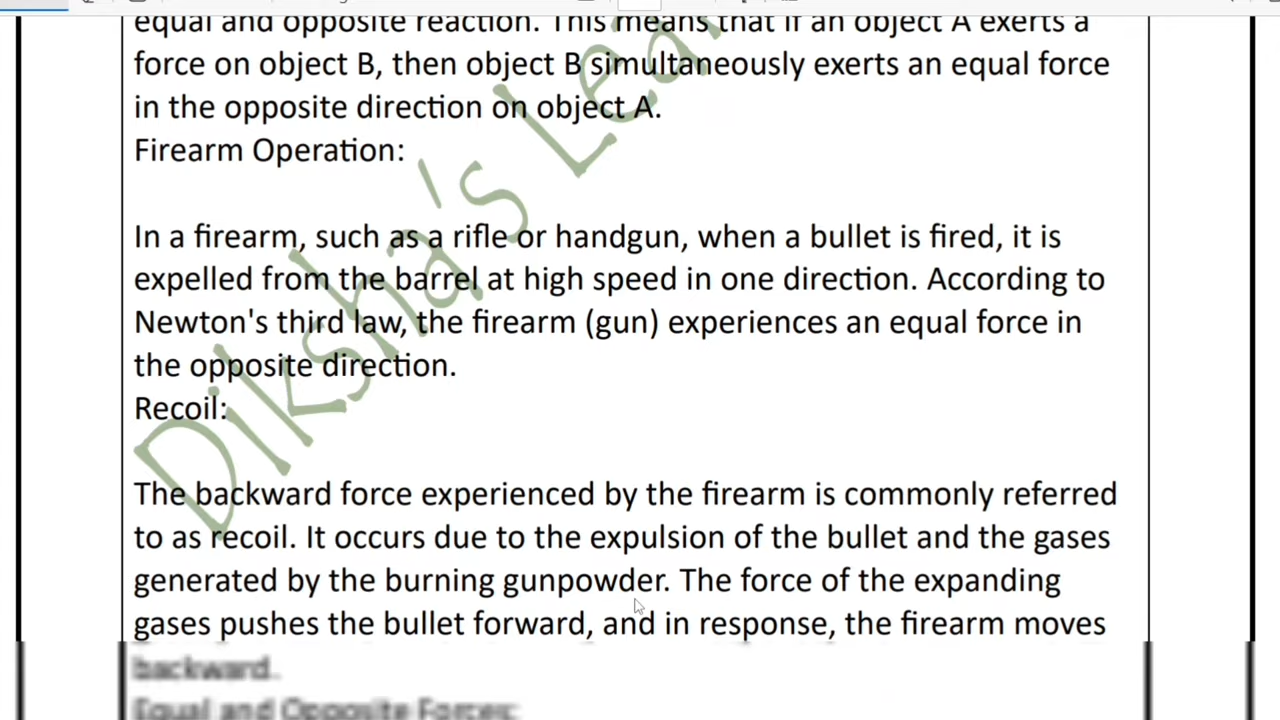 equal and opposite reaction. This means that if an object A exerts a
force on object B, then object B simultaneously exerts an equal force
in the opposite direction on object A.
Firearm Operation:
In a firearm, such as a rifle or handgun, when a bullet is fired, it is
expelled from the barrel at high speed in one direction. According to
Newton's third law, the firearm (gun) experiences an equal force in
the opposite direction.
Recoil:
The backward force experienced by the firearm is commonly referred
to as recoil. It occurs due to the expulsion of the bullet and the gases
generated by the burning gunpowder. The force of the expanding
gases pushes the bullet forward, and in response, the firearm moves
backward.
Equal and Opposite Forces:
Diksha's